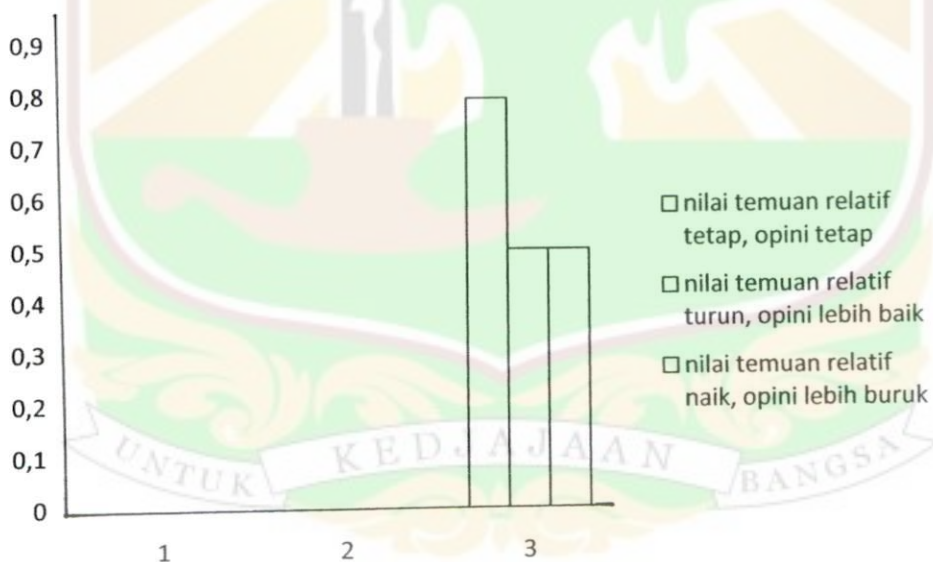 0,9
0,8
0,7
0,6
0,5
0,4
0,3
0,2
0,1
0
1
2
3
nilai temuan relatif
tetap, opini tetap
nilai temuan relatif
turun, opini lebih baik
nilai temuan relatif
naik, opini lebih buruk
UNTUK KEDJAJAAN BANGSA